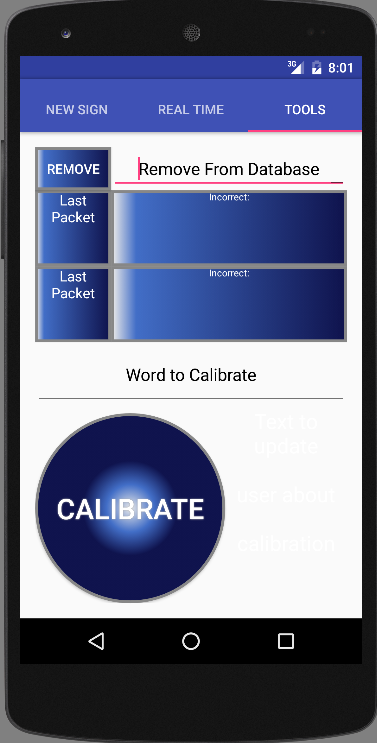 3G 8:01
NEW SIGN REAL TIME TOOLS
REMOVE Remove From Database
Last
Packet
Incorrect:
Last
Packet
Incorrect:
Word to Calibrate
CALIBRATE
Text to
update
user about
calibration